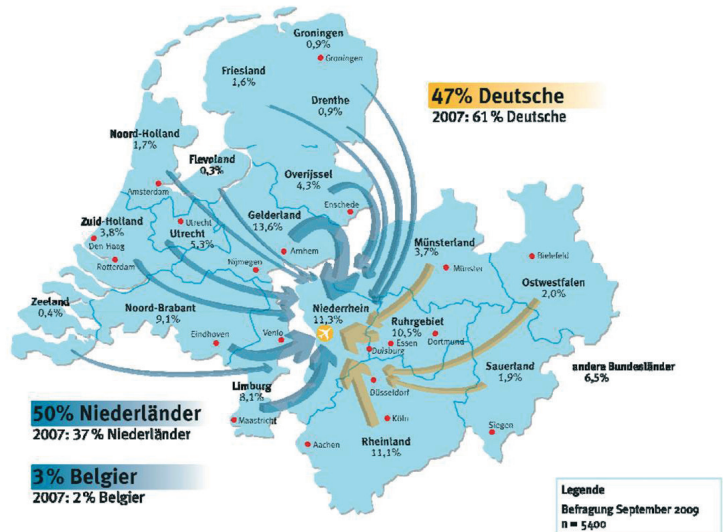 Groningen
0,9%
Groningen
Friesland
1,6%
47% Deutsche
2007: 61% Deutsche
Drenthe
0,9%
Noord-Holland
1,7%
Flevoland
0,3%
Overijssel
4,3%
Amsterdam
Enschede
Gelderland
13,6%
Zuid-Holland
3,8%
Den Haag
Utrecht
Utrecht
5,3%
Rotterdam
Arnhem
Nijmegen
Münsterland
3,7%
Münster
Bielefeld
Ostwestfalen
2,0%
Zeeland
0,4%
Noord-Brabant
9,1%
Niederrhein
11,3%
Eindhoven
Venlo
Ruhrgebiet
10,5%
Essen
Dortmund
Duisburg
Sauerland
1,9%
andere Bundesländer
6,5%
Limburg
8,1%
Düsseldorf
50% Niederländer
2007: 37% Niederländer
Maastricht
Köln
Siegen
Aachen
Rheinland
11,1%
3% Belgier
2007: 2% Belgier
Legende
Befragung September 2009
n = 5400